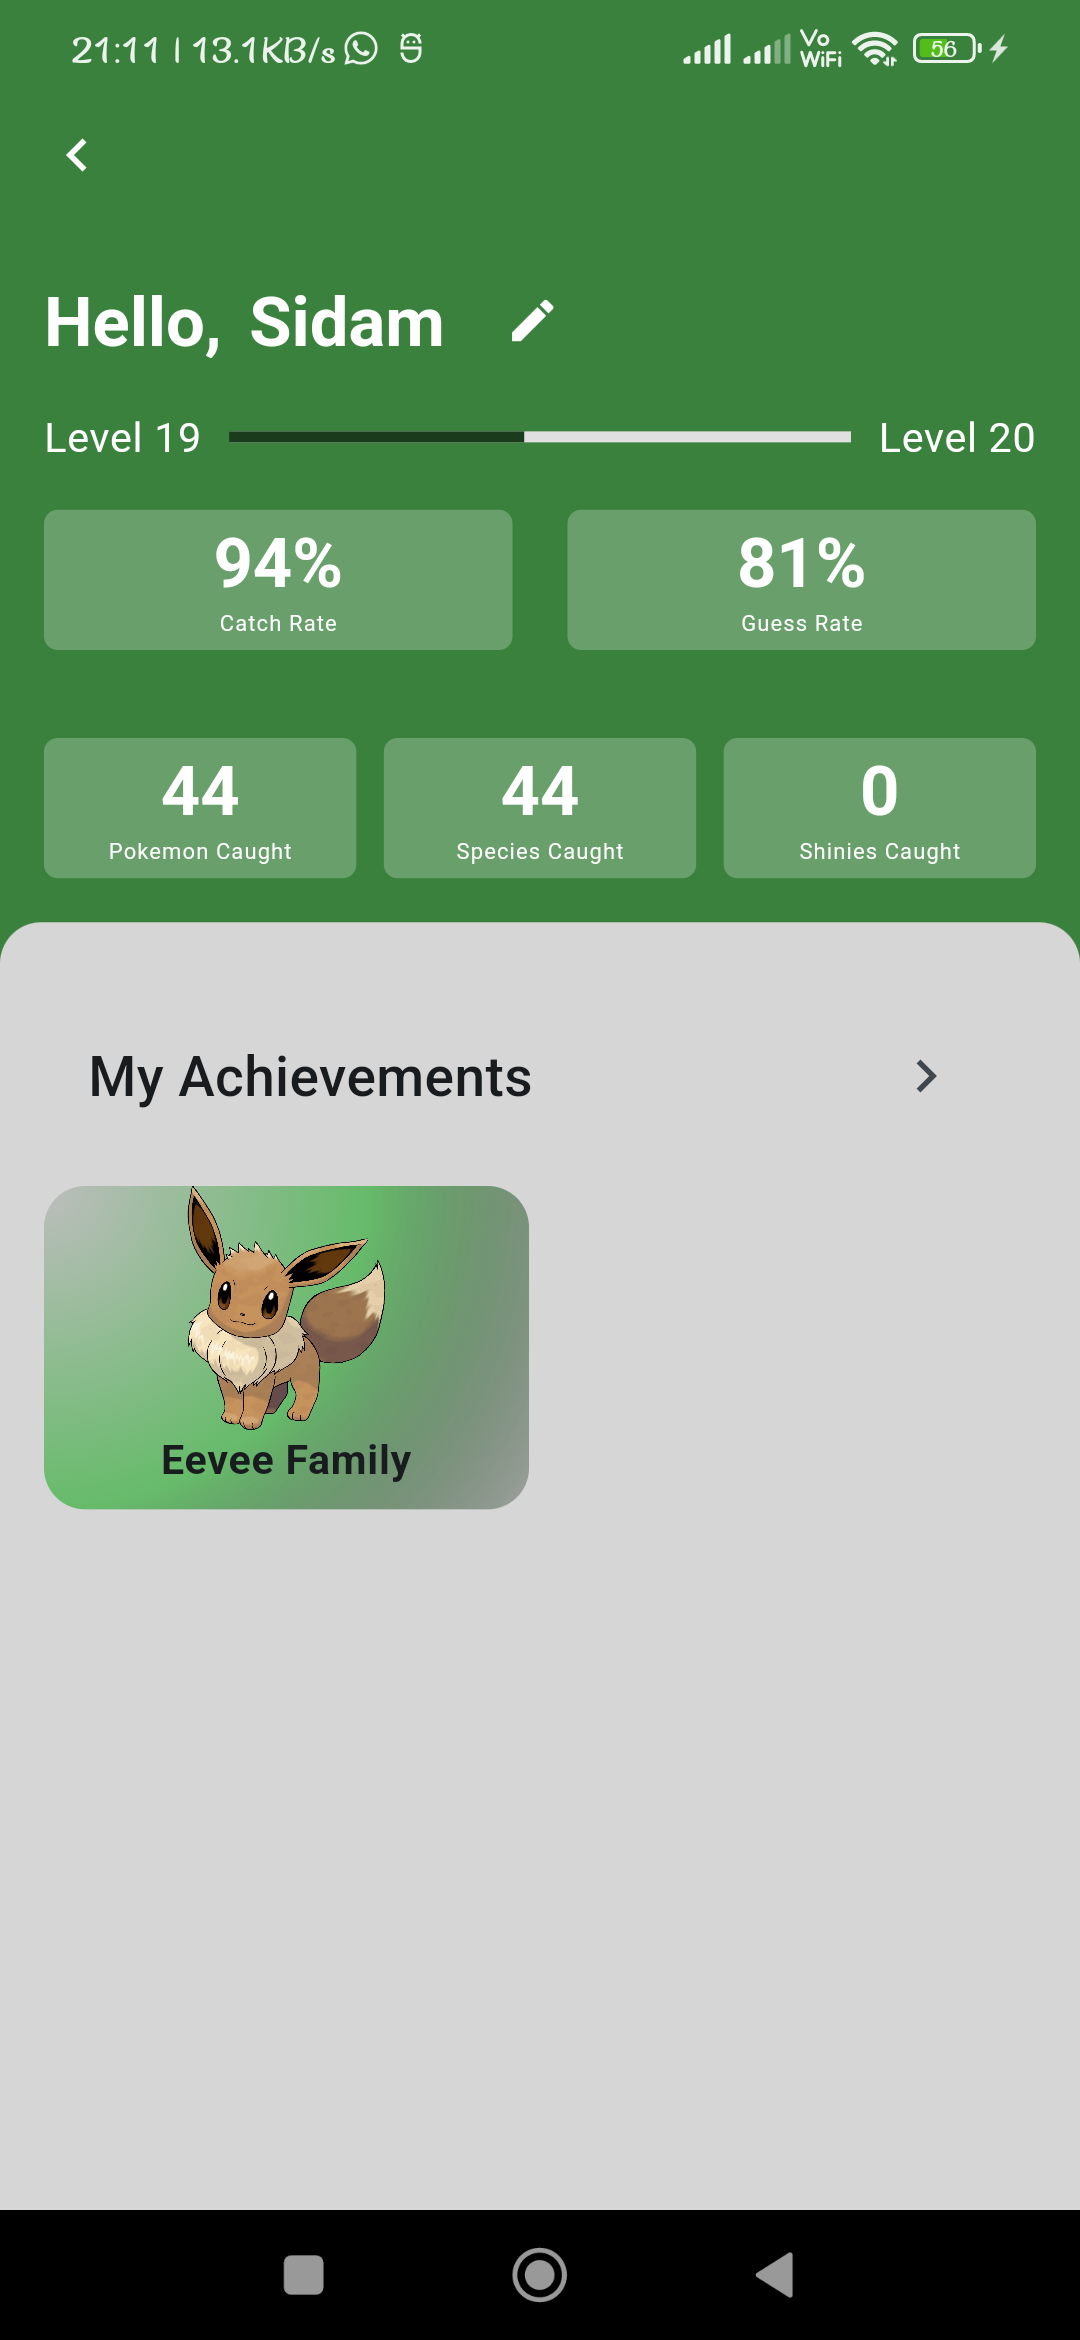 21:11 | 13.1KB/s
Vo
WiFi
56
Hello, Sidam
Level 19
Level 20
94%
Catch Rate
81%
Guess Rate
44
Pokemon Caught
44
Species Caught
0
Shinies Caught
My Achievements
Eevee Family